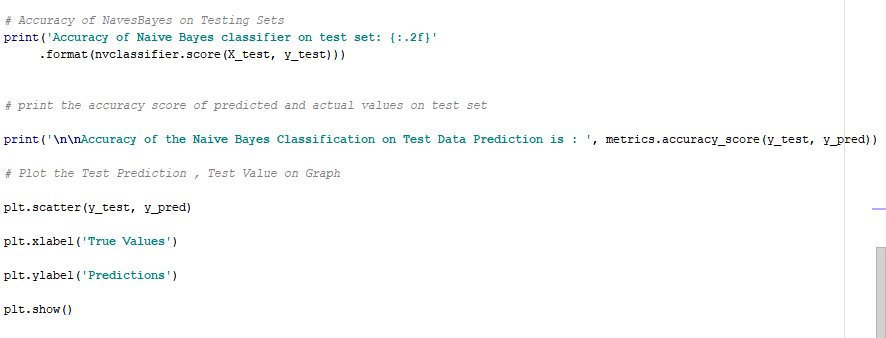 # Accuracy of NavesBayes on Testing Sets
print('Accuracy of Naive Bayes classifier on test set: {:.2f}'
     .format(nvclassifier.score(X_test, y_test)))
# print the accuracy score of predicted and actual values on test set
print('\n\nAccuracy of the Naive Bayes Classification on Test Data Prediction is : ', metrics.accuracy_score(y_test, y_pred))
# Plot the Test Prediction , Test Value on Graph
plt.scatter(y_test, y_pred)
plt.xlabel('True Values')
plt.ylabel('Predictions')
plt.show()